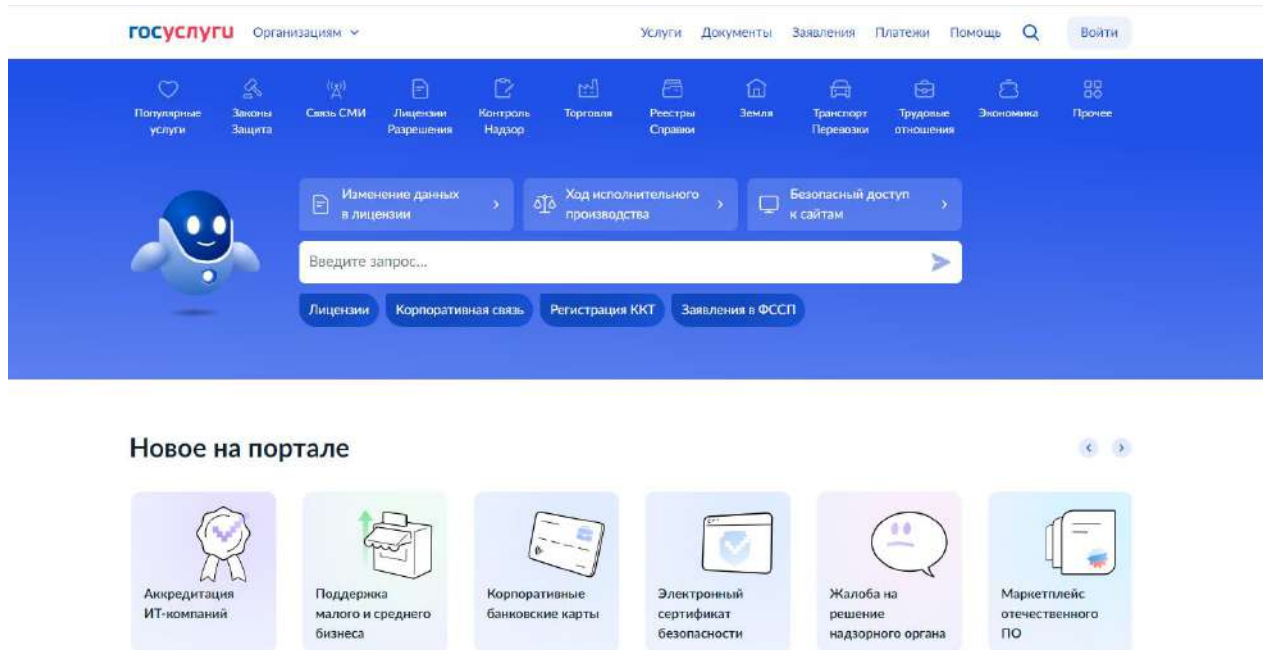 госуслуги Организациям Услуги Документы Заявления Платежи Помощь Войти
Популярные услуги
Законы Защита
Связь СМИ
Лицензии Разрешения
Контроль Надзор
Торговля
Реестры Справки
Земля
Транспорт Перевозки
Трудовые отношения
Экономика
Прочее
Изменение данных
в лицензии
Ход исполнительного
производства
Безопасный доступ
к сайтам
Введите запрос...
Лицензии Корпоративная связь Регистрация ККТ Заявления в ФССП
Новое на портале
Аккредитация
ИТ-компаний
Поддержка
малого и среднего
бизнеса
Корпоративные
банковские карты
Электронный
сертификат
безопасности
Жалоба на
решение
надзорного органа
Маркетплейс
отечественного
ПО